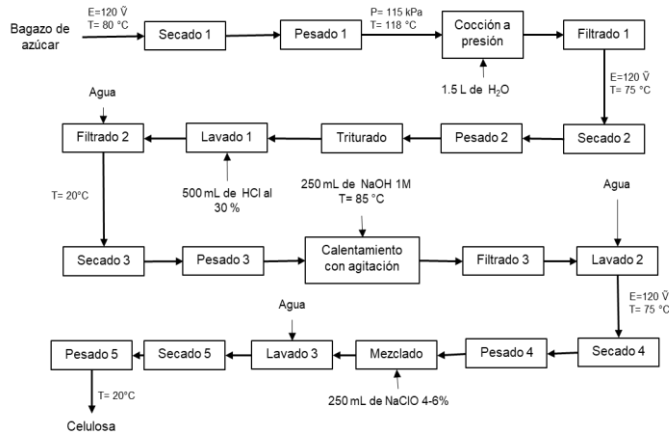 Bagazo de
azúcar
E=120 Ṽ
T= 80 °C
Secado 1
Pesado 1
P= 115 kPa
T= 118 °C
Cocción a
presión
1.5 L de H₂O
Filtrado 1
E=120 Ṽ
T= 75 °C
Secado 2
Pesado 2
Triturado
Lavado 1
500 mL de HCl al
30 %
Agua
Filtrado 2
T= 20°C
Secado 3
Pesado 3
250 mL de NaOH 1M
T= 85 °C
Calentamiento
con agitación
Filtrado 3
Agua
Lavado 2
E=120 Ṽ
T= 75 °C
Secado 4
Pesado 4
Mezclado
250 mL de NaClO 4-6%
Agua
Lavado 3
Secado 5
Pesado 5
T= 20°C
Celulosa